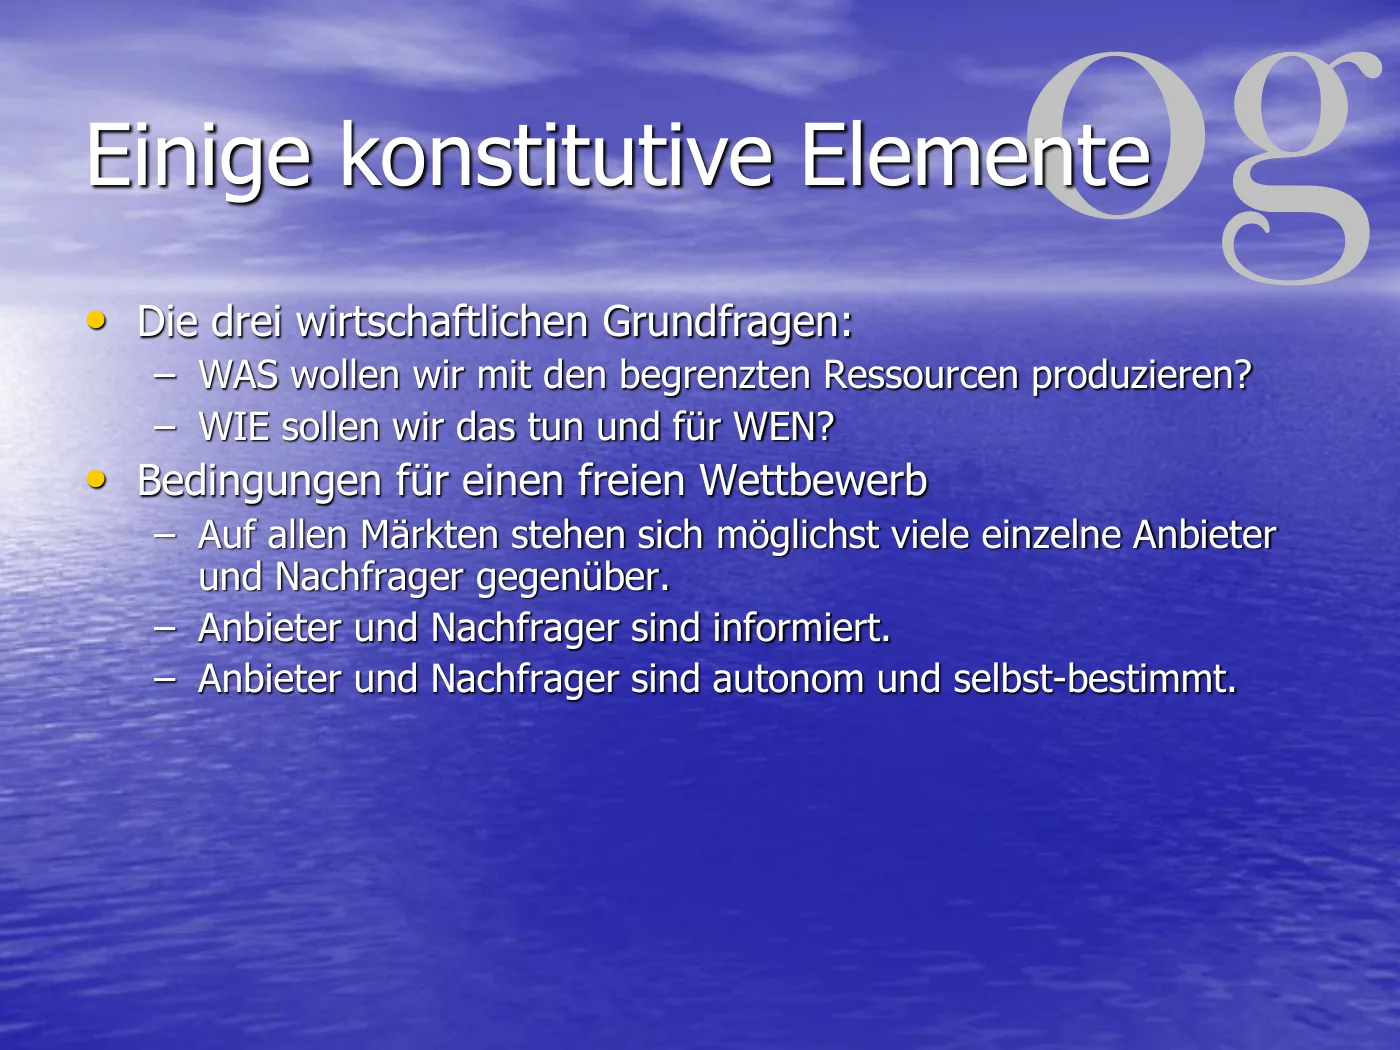 og
Einige konstitutive Elemente
• Die drei wirtschaftlichen Grundfragen:
– WAS wollen wir mit den begrenzten Ressourcen produzieren?
– WIE sollen wir das tun und für WEN?
• Bedingungen für einen freien Wettbewerb
– Auf allen Märkten stehen sich möglichst viele einzelne Anbieter
und Nachfrager gegenüber.
– Anbieter und Nachfrager sind informiert.
– Anbieter und Nachfrager sind autonom und selbst-bestimmt.